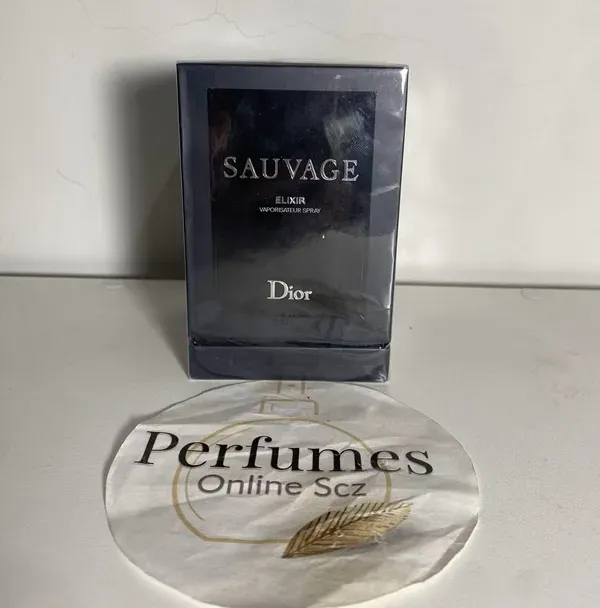 SAUVAGE
ELIXIR
VAPORISATEUR SPRAY
Dior
Perfumes
Online Scz